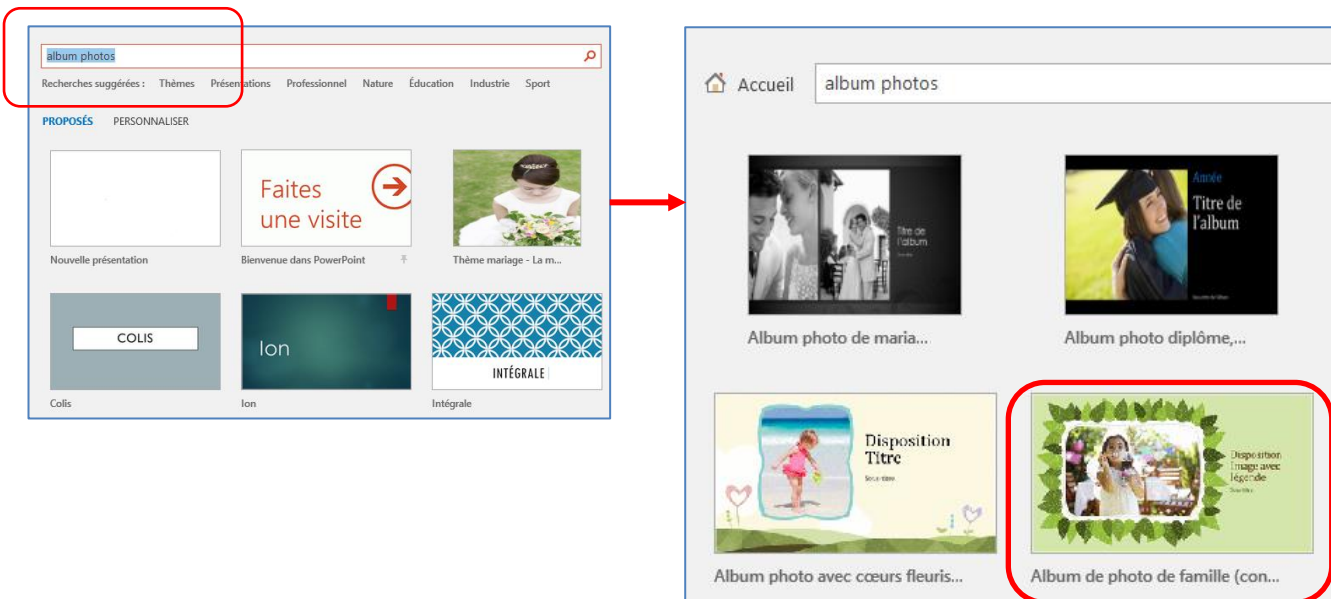 album photos
Recherches suggérées : Thèmes Présentations Professionnel Nature Éducation Industrie Sport
PROPOSÉS PERSONNALISER
Faites
une visite
Nouvelle présentation
Bienvenue dans PowerPoint
Thème mariage - La m...
COLIS
Ion
INTÉGRALE
Colis
Ion
Intégrale
Accueil
album photos
Titre de
l'album
Année
Titre de
l'album
Album photo de maria...
Album photo diplôme,...
Disposition
Titre
Sous-titre
Disposition
Image avec
légende
Album photo avec cœurs fleuris...
Album de photo de famille (con...